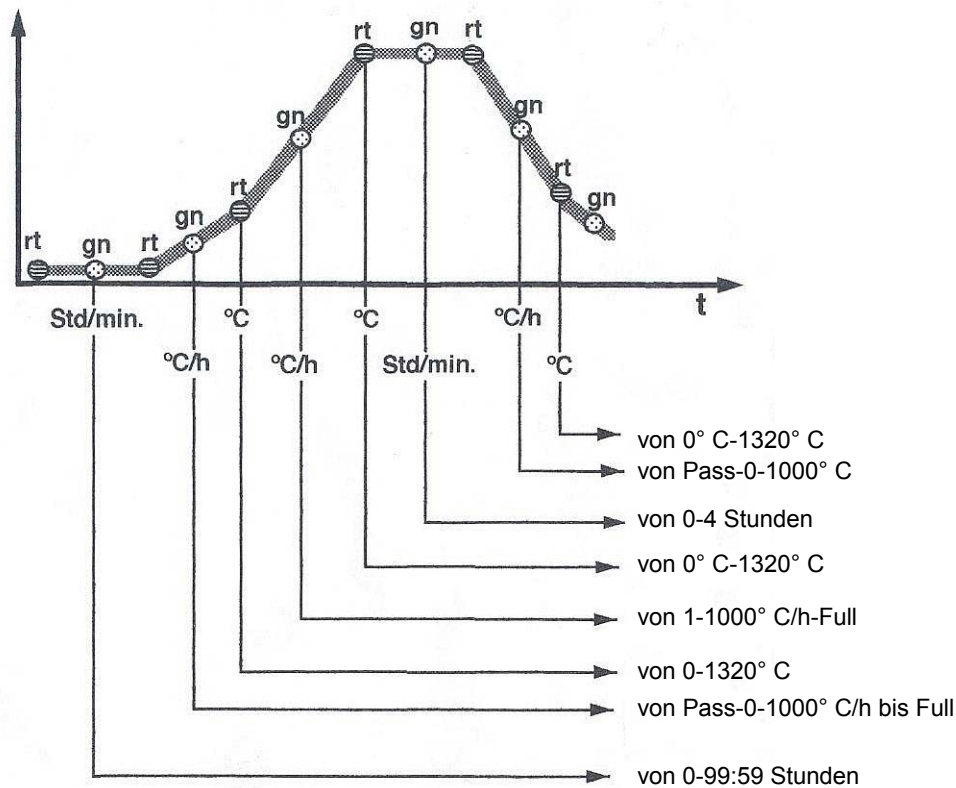 rt gn rt
gn gn
rt rt
gn gn
rt gn rt
t
Std/min. °C °C °C/h
°C/h °C/h Std/min. °C
von 0° C-1320° C
von Pass-0-1000° C
von 0-4 Stunden
von 0° C-1320° C
von 1-1000° C/h-Full
von 0-1320° C
von Pass-0-1000° C/h bis Full
von 0-99:59 Stunden